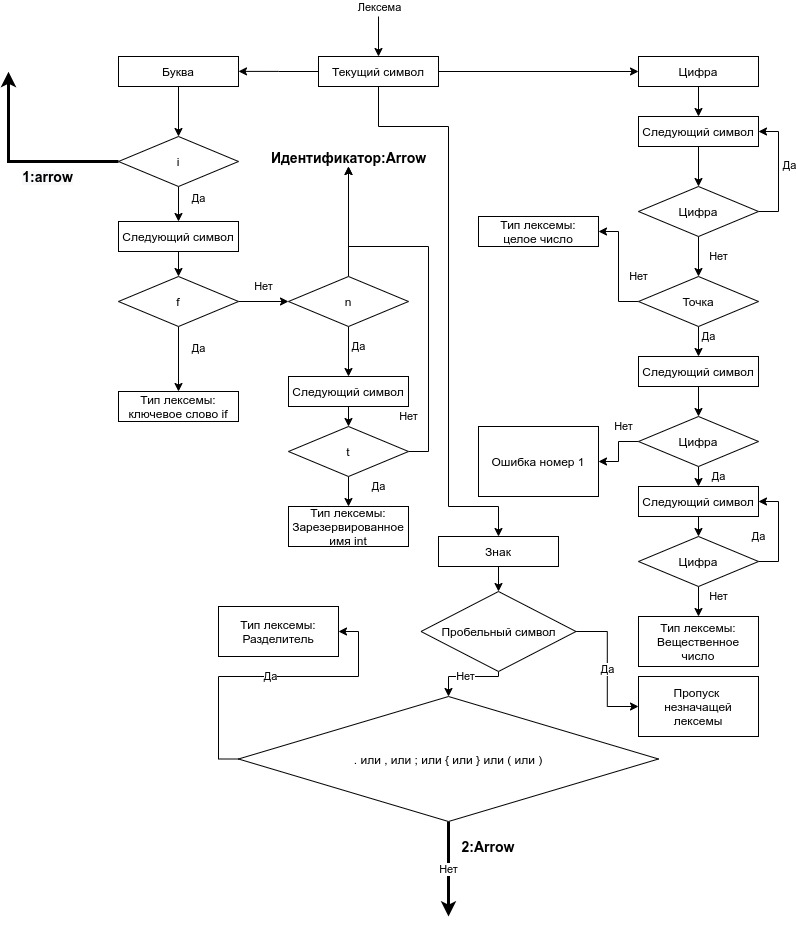 Лексема
Буква
Текущий символ
Цифра
Следующий символ
Да
i
Идентификатор:Arrow
1:arrow
Да
Цифра
Следующий символ
Тип лексемы:
целое число
Нет
Нет
f
Нет
n
Точка
Да
Да
Да
Следующий символ
Тип лексемы:
ключевое слово if
Следующий символ
Нет
Нет
Цифра
t
Ошибка номер 1
Да
Да
Следующий символ
Тип лексемы:
Зарезервированное
имя int
Да
Знак
Цифра
Нет
Тип лексемы:
Разделитель
Пробельный символ
Тип лексемы:
Вещественное
число
Да
Нет
Да
Пропуск
незначащей
лексемы
. или , или ; или { или } или ( или )
2:Arrow
Нет